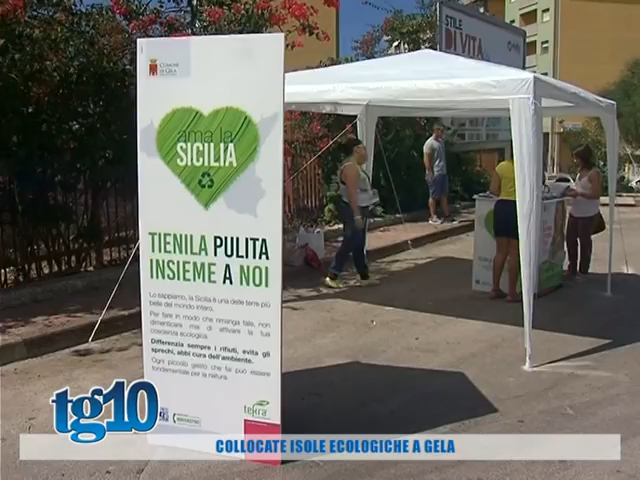 COMUNE
DI GELA
STILE
DI VITA
ama la
SICILIA
TIENILA PULITA
INSIEME A NOI
Lo sappiamo, la Sicilia è una delle terre più
belle del mondo intero.
Per fare in modo che rimanga tale, non
dimenticare mai di attivare la tua
coscienza ecologica.
Differenzia sempre i rifiuti, evita gli
sprechi, abbi cura dell'ambiente.
Ogni piccolo gesto che fai può essere
fondamentale per la natura.
tekra
tg10
COLLOCATE ISOLE ECOLOGICHE A GELA